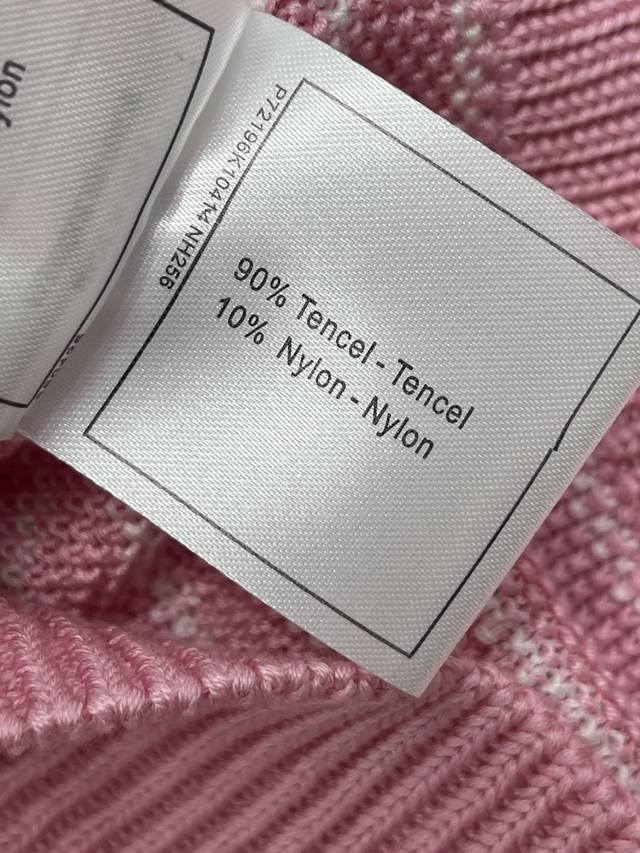 P72196K10414 NH256
90% Tencel - Tencel
10% Nylon - Nylon